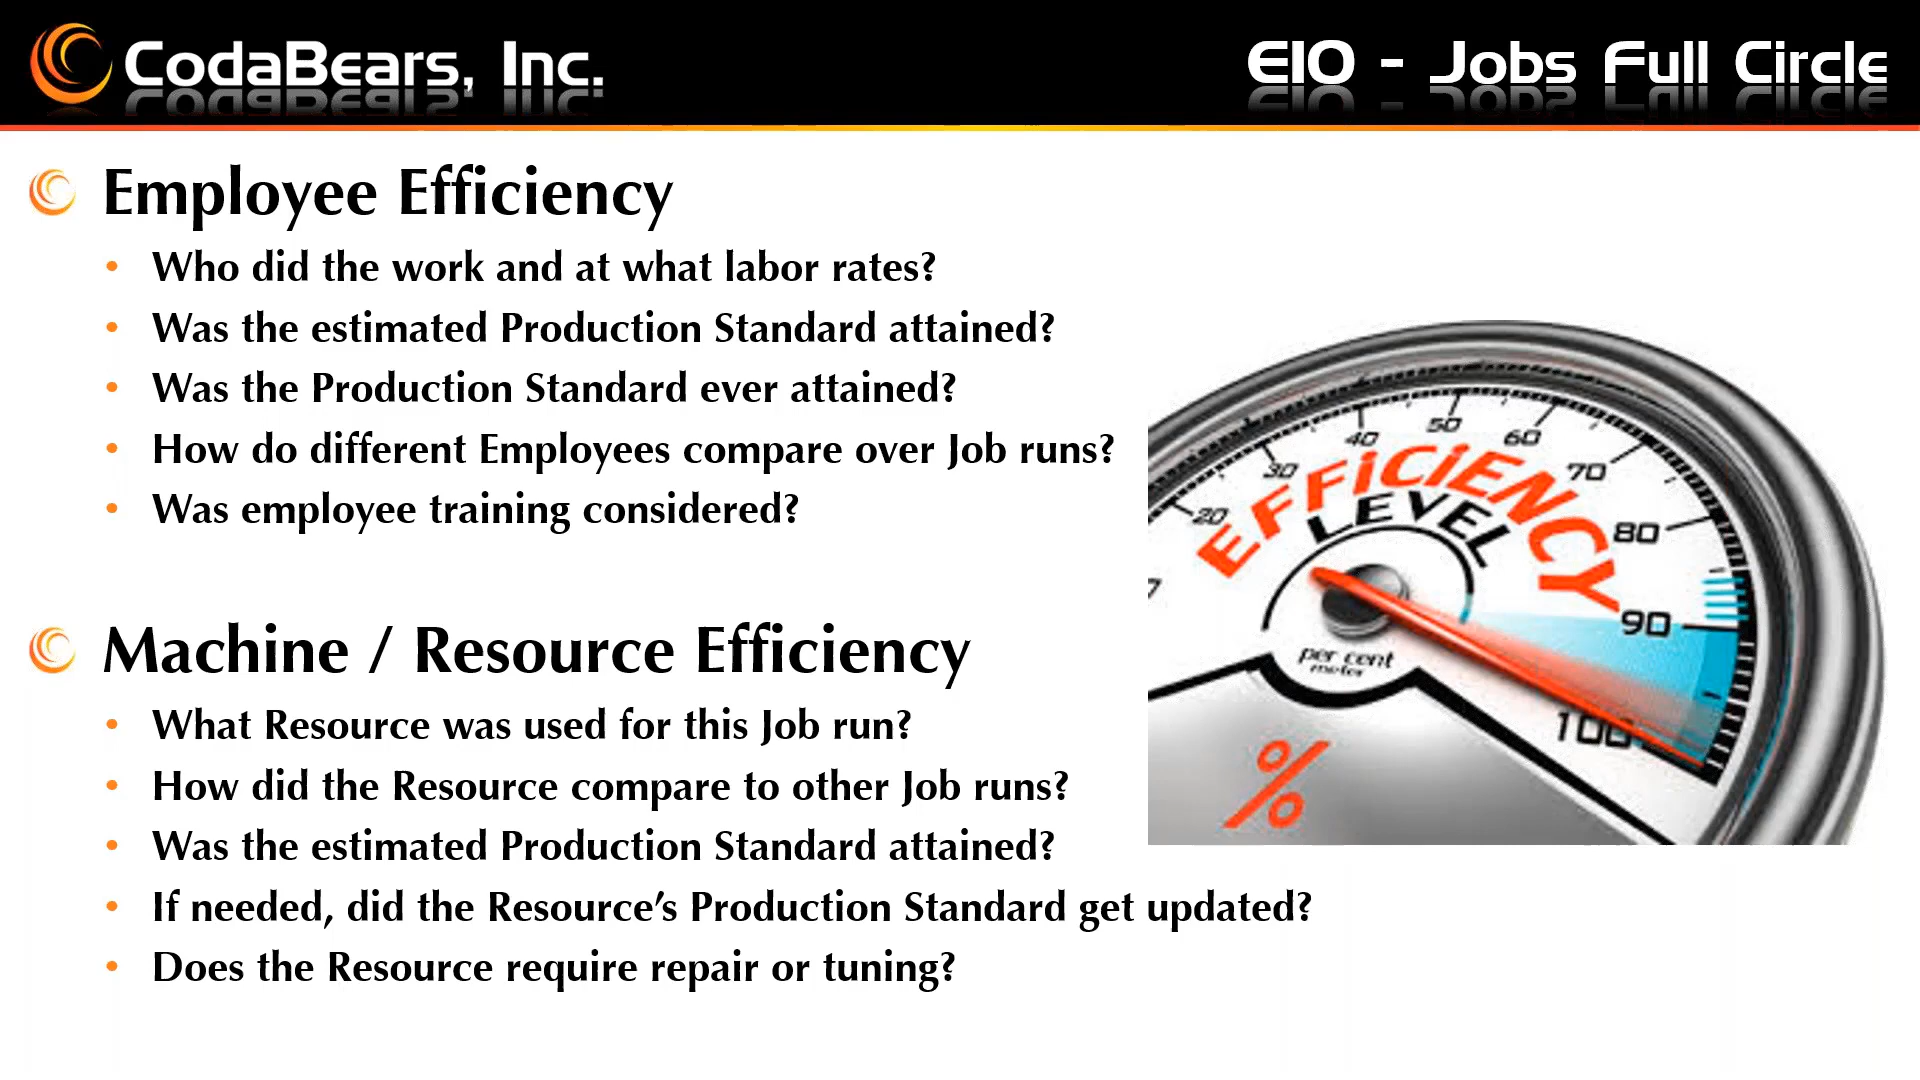 CodaBears, Inc.
EIO - Jobs Full Circle
Employee Efficiency
• Who did the work and at what labor rates?
• Was the estimated Production Standard attained?
• Was the Production Standard ever attained?
• How do different Employees compare over Job runs?
• Was employee training considered?
Machine / Resource Efficiency
• What Resource was used for this Job run?
• How did the Resource compare to other Job runs?
• Was the estimated Production Standard attained?
• If needed, did the Resource’s Production Standard get updated?
• Does the Resource require repair or tuning?
20 30 40 50 60 70 80 90 100
EFFiCiENCY
LEVEL
per cent
meter
%